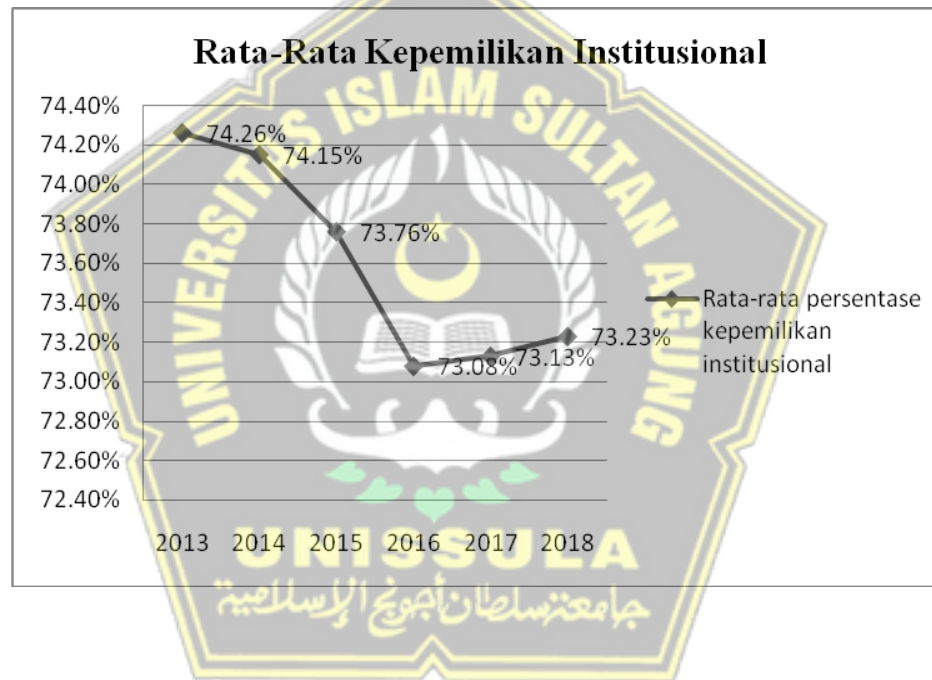 Rata-Rata Kepemilikan Institusional
74.40%
74.20%
74.00%
73.80%
73.60%
73.40%
73.20%
73.00%
72.80%
72.60%
72.40%
74.26%
74.15%
73.76%
73.08%
73.13%
73.23%
2013 2014 2015 2016 2017 2018
Rata-rata persentase
kepemilikan
institusional
UNIVERSITAS ISLAM SULTAN AGUNG
UNISSULA
جامعتسلطان أجونج الإسلامية